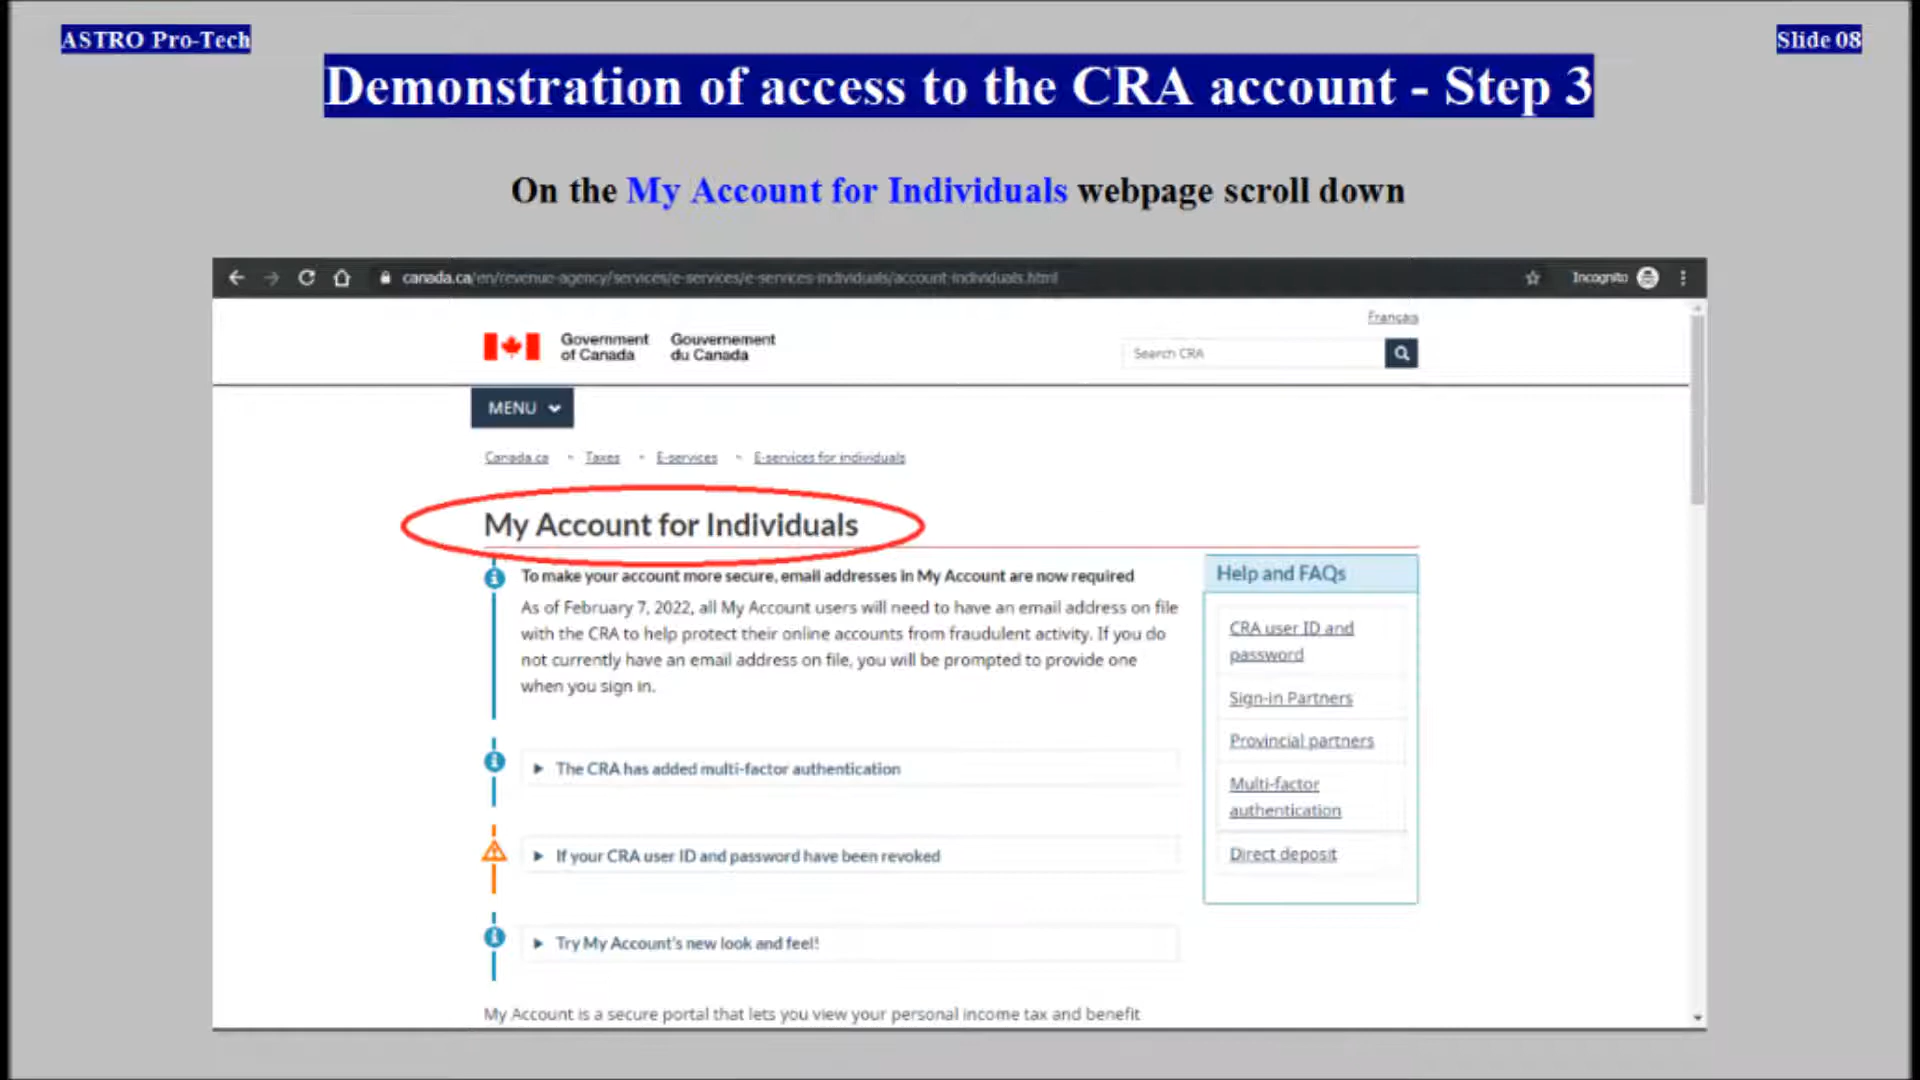 ASTRO Pro-Tech
Slide 08
Demonstration of access to the CRA account - Step 3
On the My Account for Individuals webpage scroll down
canada.ca/en/revenue-agency/services/e-services/e-services-individuals/account-individuals.html
Incognito
Français
Government of Canada
Gouvernement du Canada
Search CRA
MENU
Canada.ca Taxes E-services E-services for individuals
My Account for Individuals
To make your account more secure, email addresses in My Account are now required
As of February 7, 2022, all My Account users will need to have an email address on file
with the CRA to help protect their online accounts from fraudulent activity. If you do
not currently have an email address on file, you will be prompted to provide one
when you sign in.
The CRA has added multi-factor authentication
If your CRA user ID and password have been revoked
Try My Account's new look and feel!
My Account is a secure portal that lets you view your personal income tax and benefit
Help and FAQs
CRA user ID and
password
Sign-in Partners
Provincial partners
Multi-factor
authentication
Direct deposit